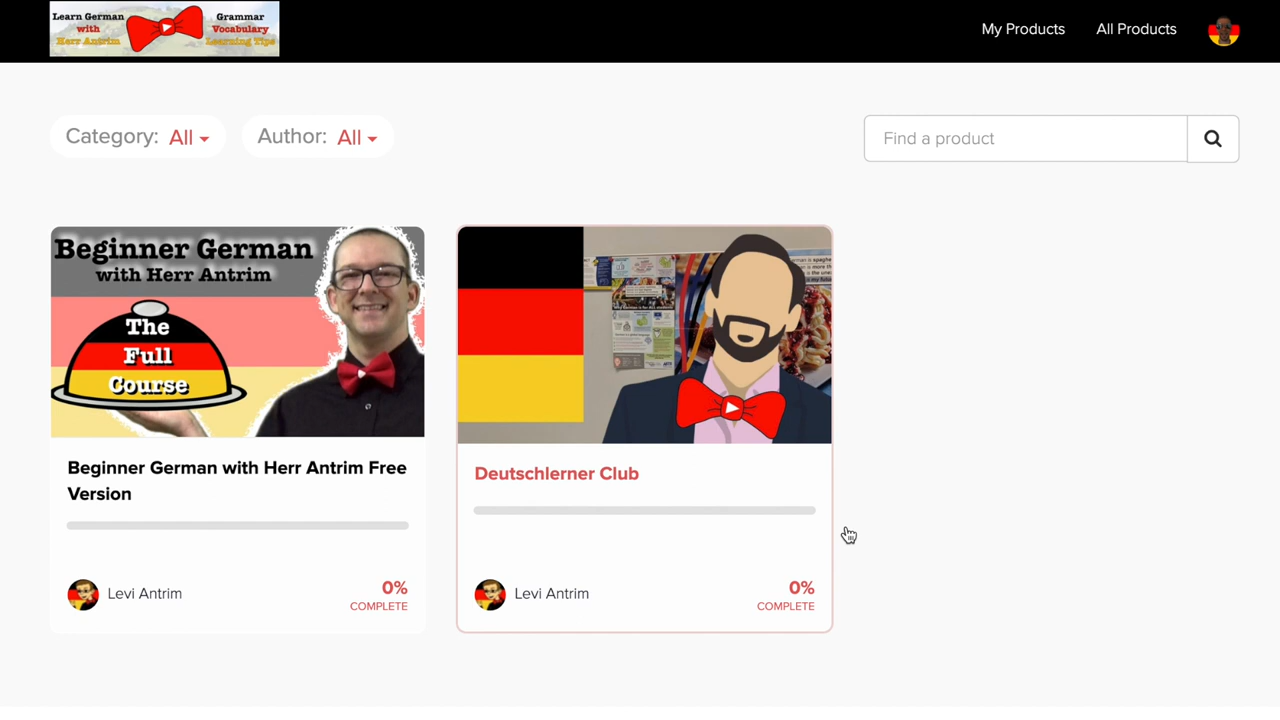 Learn German
with
Herr Antrim
Grammar
Vocabulary
Learning Tips
My Products
All Products
Category: All
Author: All
Find a product
Beginner German
with Herr Antrim
The
Full
Course
Beginner German with Herr Antrim Free
Version
Levi Antrim
0%
COMPLETE
Deutschlerner Club
Levi Antrim
0%
COMPLETE